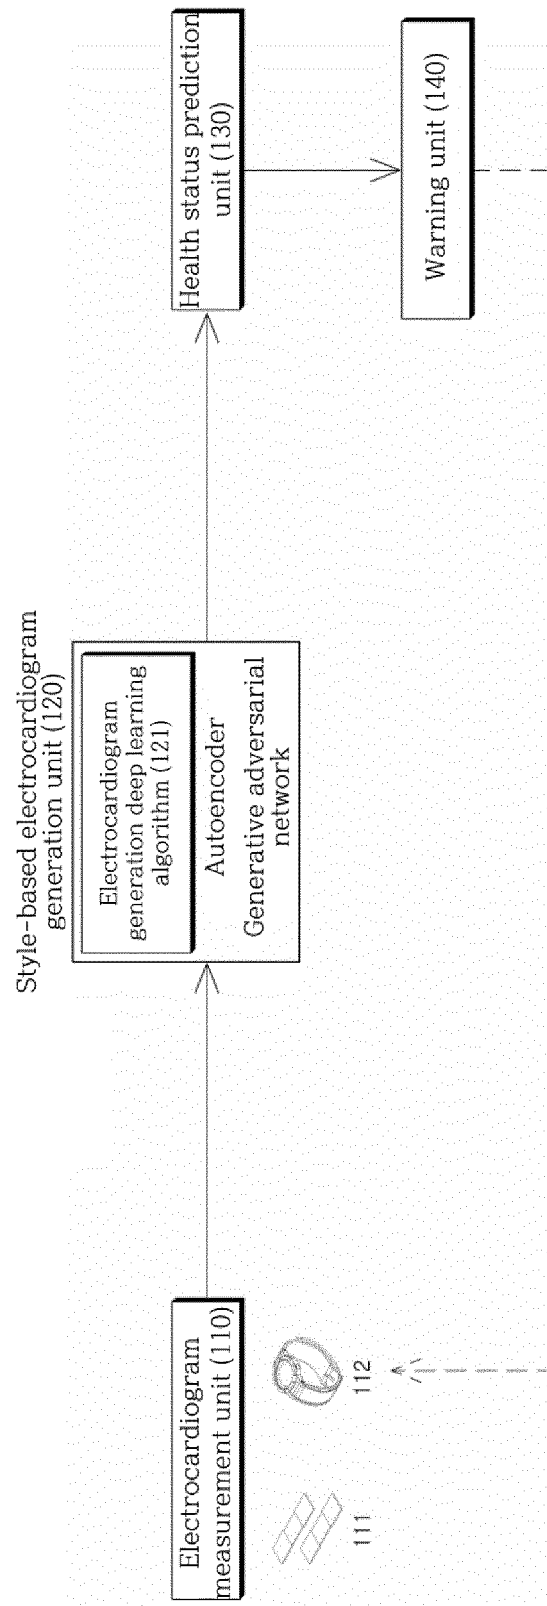 Electrocardiogram
measurement unit (110)
111
112
Style-based electrocardiogram
generation unit (120)
Electrocardiogram
generation deep learning
algorithm (121)
Autoencoder
Generative adversarial
network
Health status prediction
unit (130)
Warning unit (140)